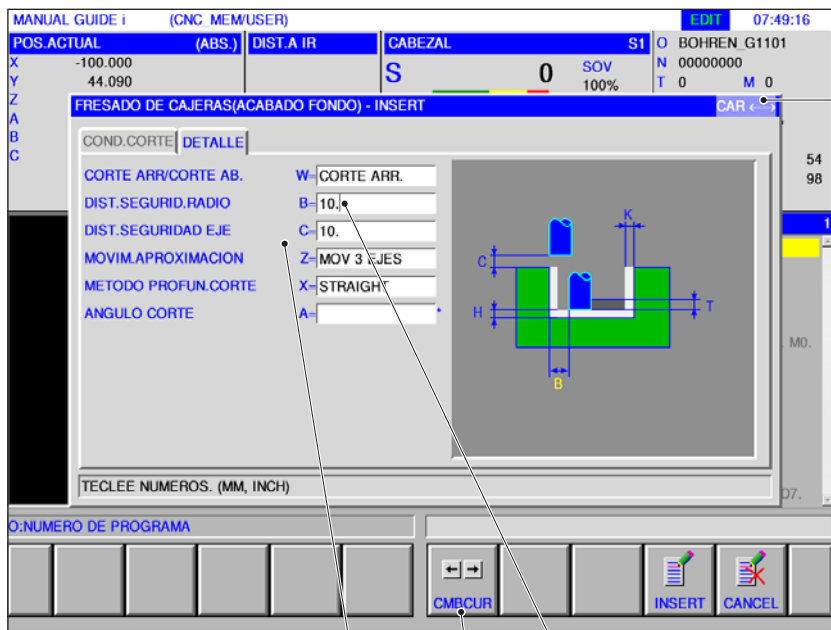 MANUAL GUIDE i (CNC_MEM/USER) EDIT 07:49:16
POS.ACTUAL (ABS.) DIST.A IR CABEZAL S1 O BOHREN_G1101
X -100.000 S 0 SOV 100% N 00000000
Y 44.090 T 0 M 0
Z FRESADO DE CAJERAS(ACABADO FONDO) - INSERT CAR
A
B COND.CORTE DETALLE
C 54
CORTE ARR/CORTE AB. W= CORTE ARR. 98
DIST.SEGURID.RADIO B= 10.
DIST.SEGURIDAD EJE C= 10.
MOVIM.APROXIMACION Z= MOV 3 EJES
METODO PROFUN.CORTE X= STRAIGHT
ANGULO CORTE A= °
K
C
H
T
B
1
M0.
TECLEE NUMEROS. (MM, INCH)
D7.
O:NUMERO DE PROGRAMA
CMBCUR INSERT CANCEL